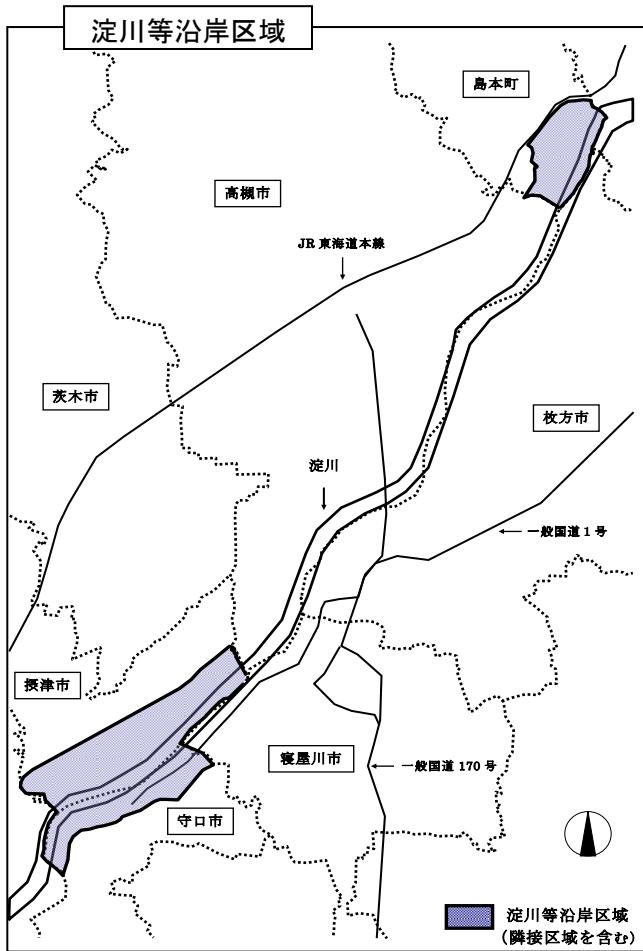 淀川等沿岸区域
島本町
高槻市
JR東海道本線
茨木市
枚方市
淀川
一般国道1号
摂津市
寝屋川市
一般国道170号
守口市
淀川等沿岸区域
(隣接区域を含む)